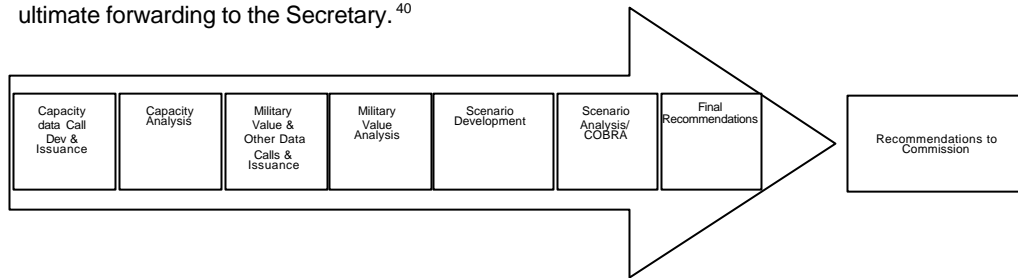 ultimate forwarding to the Secretary. 40
Capacity
data Call
Dev &
Issuance
Capacity
Analysis
Military
Value &
Other Data
Calls &
Issuance
Military
Value
Analysis
Scenario
Development
Scenario
Analysis/
COBRA
Final
Recommendations
Recommendations to
Commission